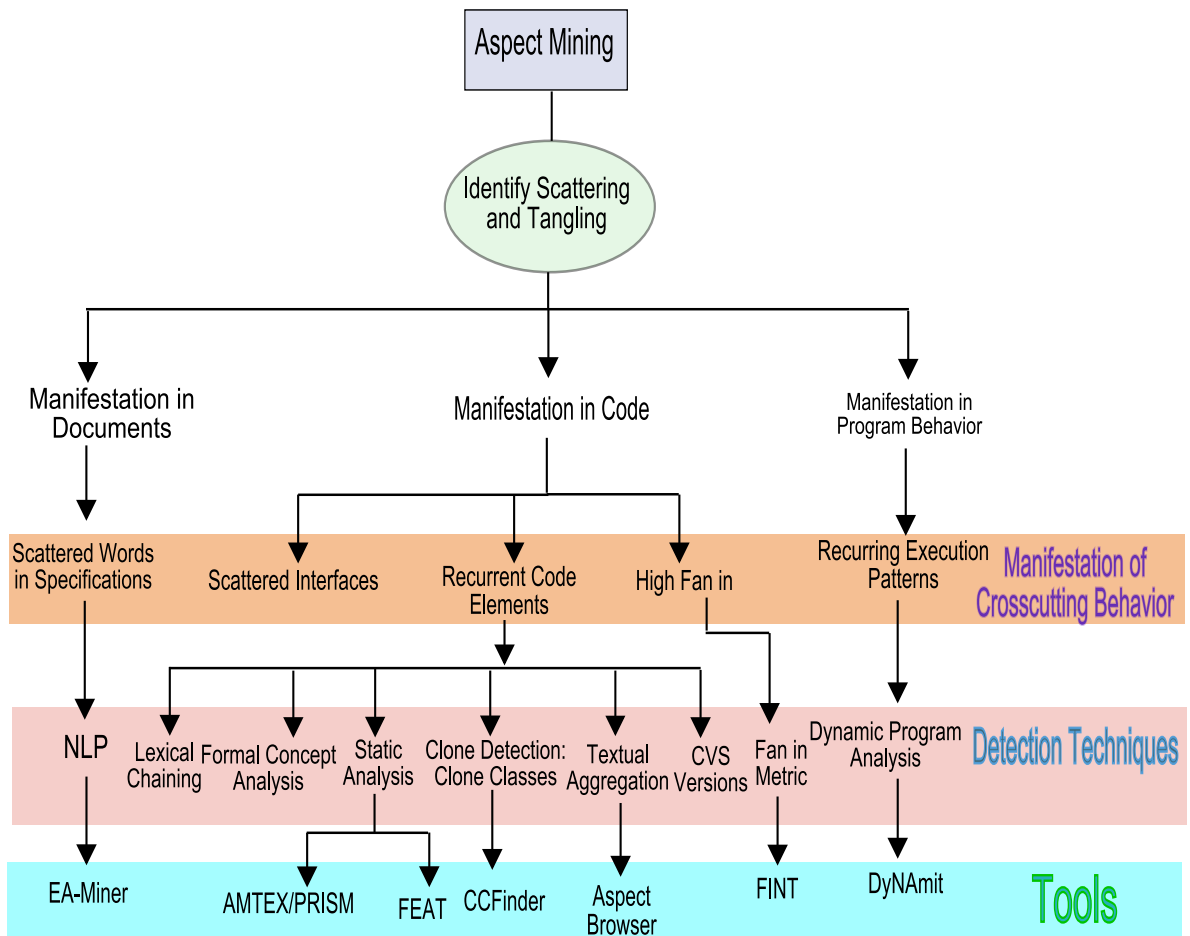 Aspect Mining
Identify Scattering
and Tangling
Manifestation in
Documents
Manifestation in Code
Manifestation in
Program Behavior
Scattered Words
in Specifications
Scattered Interfaces
Recurrent Code
Elements
High Fan in
Recurring Execution
Patterns
Manifestation of
Crosscutting Behavior
NLP
Lexical
Chaining
Formal Concept
Analysis
Static
Analysis
Clone Detection:
Clone Classes
Textual
Aggregation
CVS
Versions
Fan in
Metric
Dynamic Program
Analysis
Detection Techniques
EA-Miner
AMTEX/PRISM
FEAT
CCFinder
Aspect
Browser
FINT
DyNAmit
Tools